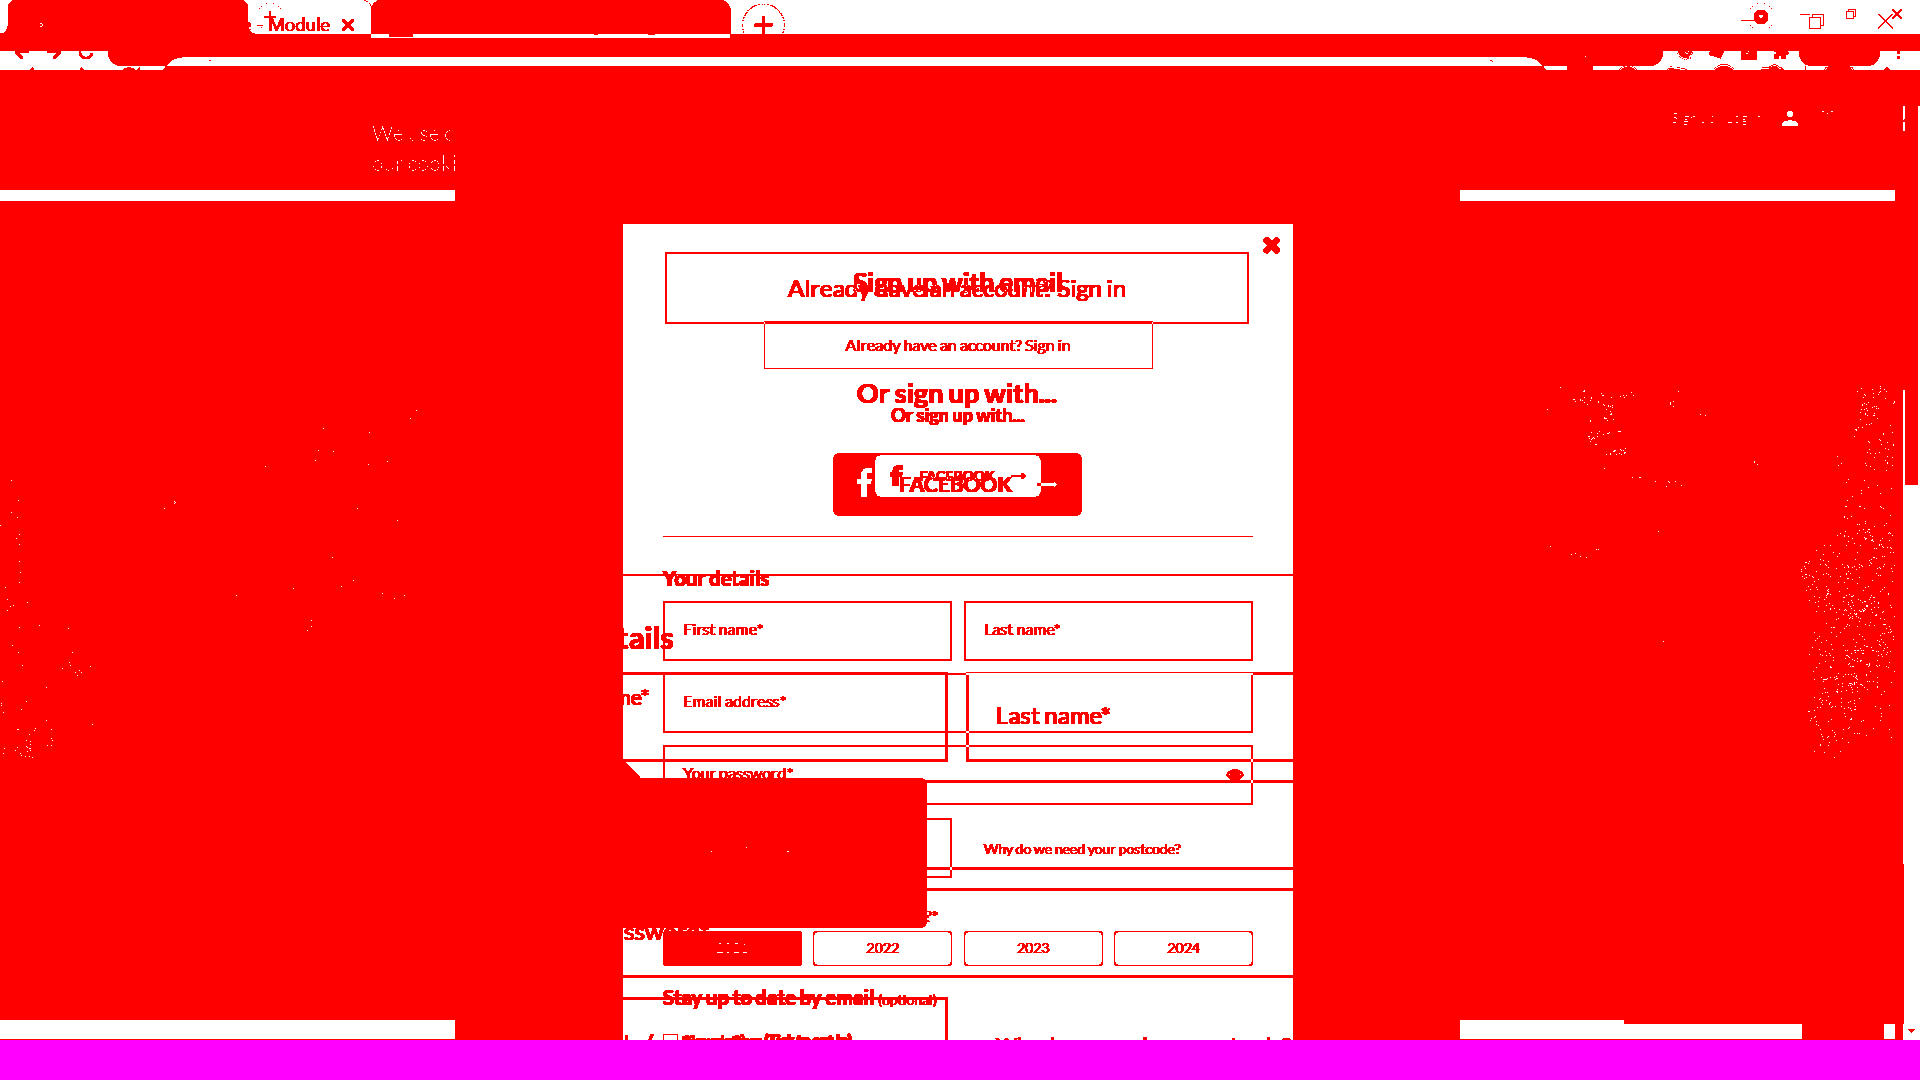 Module
We use c
our cooki
Sign up with email
Already have an account? Sign in
Already have an account? Sign in
Or sign up with...
Or sign up with...
FACEBOOK
FACEBOOK
Your details
First name*
Last name*
tails
Email address*
me*
Last name*
Your password*
Why do we need your postcode?
2022
2023
2024
Stay up to date by email (optional)